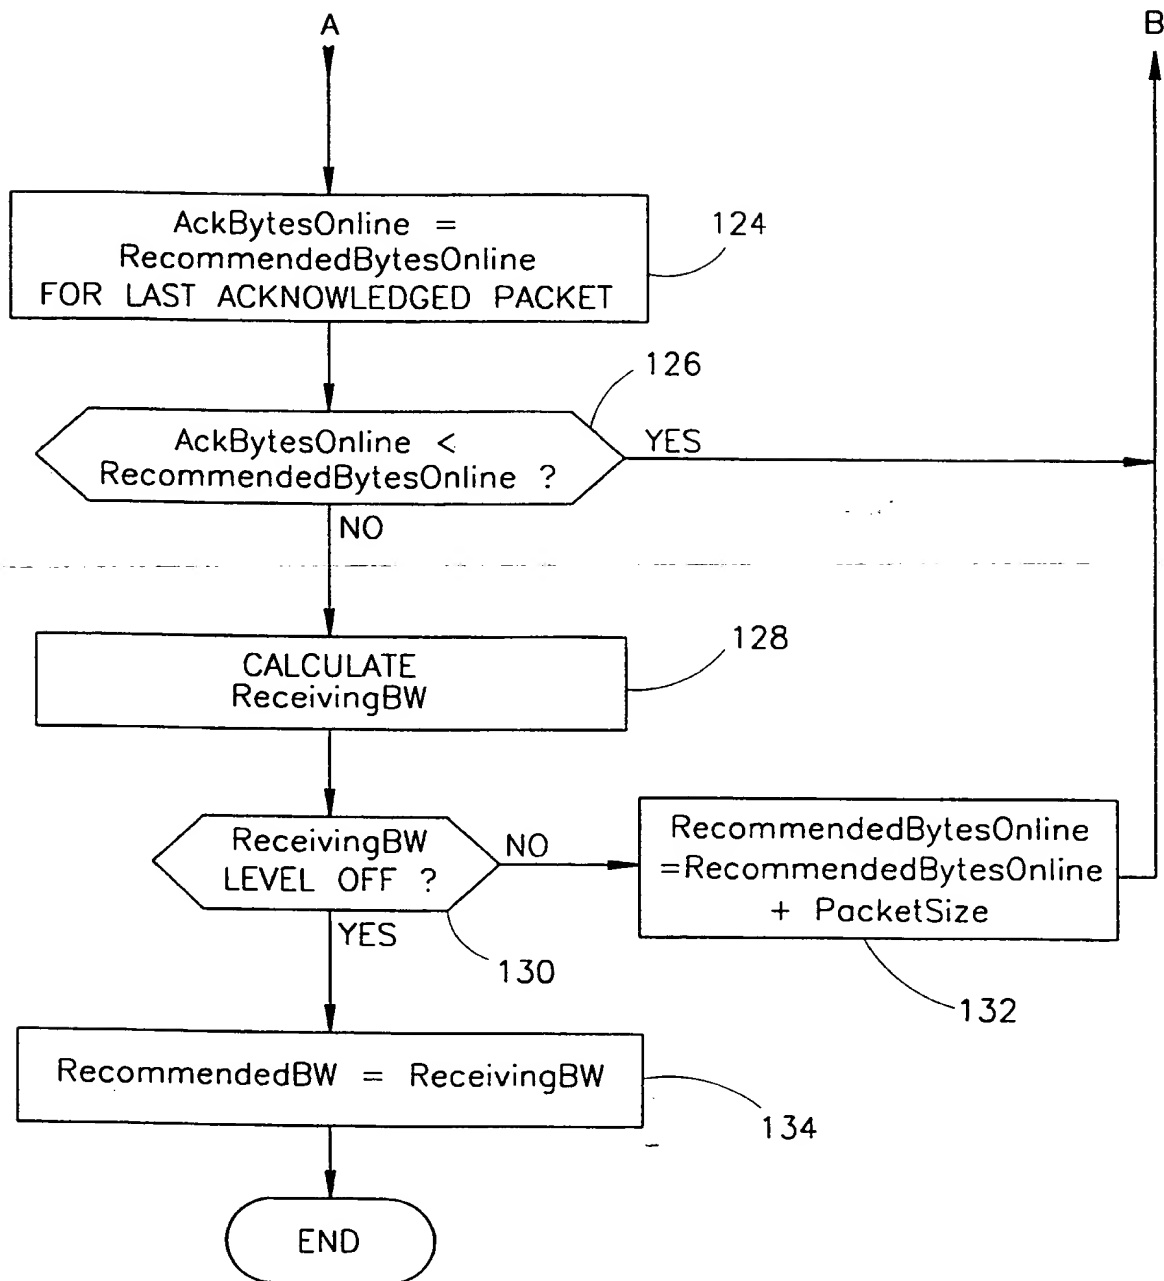 A
B
AckBytesOnline =
RecommendedBytesOnline
FOR LAST ACKNOWLEDGED PACKET
124
126
AckBytesOnline <
RecommendedBytesOnline ?
YES
NO
CALCULATE
ReceivingBW
128
ReceivingBW
LEVEL OFF ?
NO
YES
130
RecommendedBytesOnline
=RecommendedBytesOnline
+ PacketSize
132
RecommendedBW = ReceivingBW
134
END